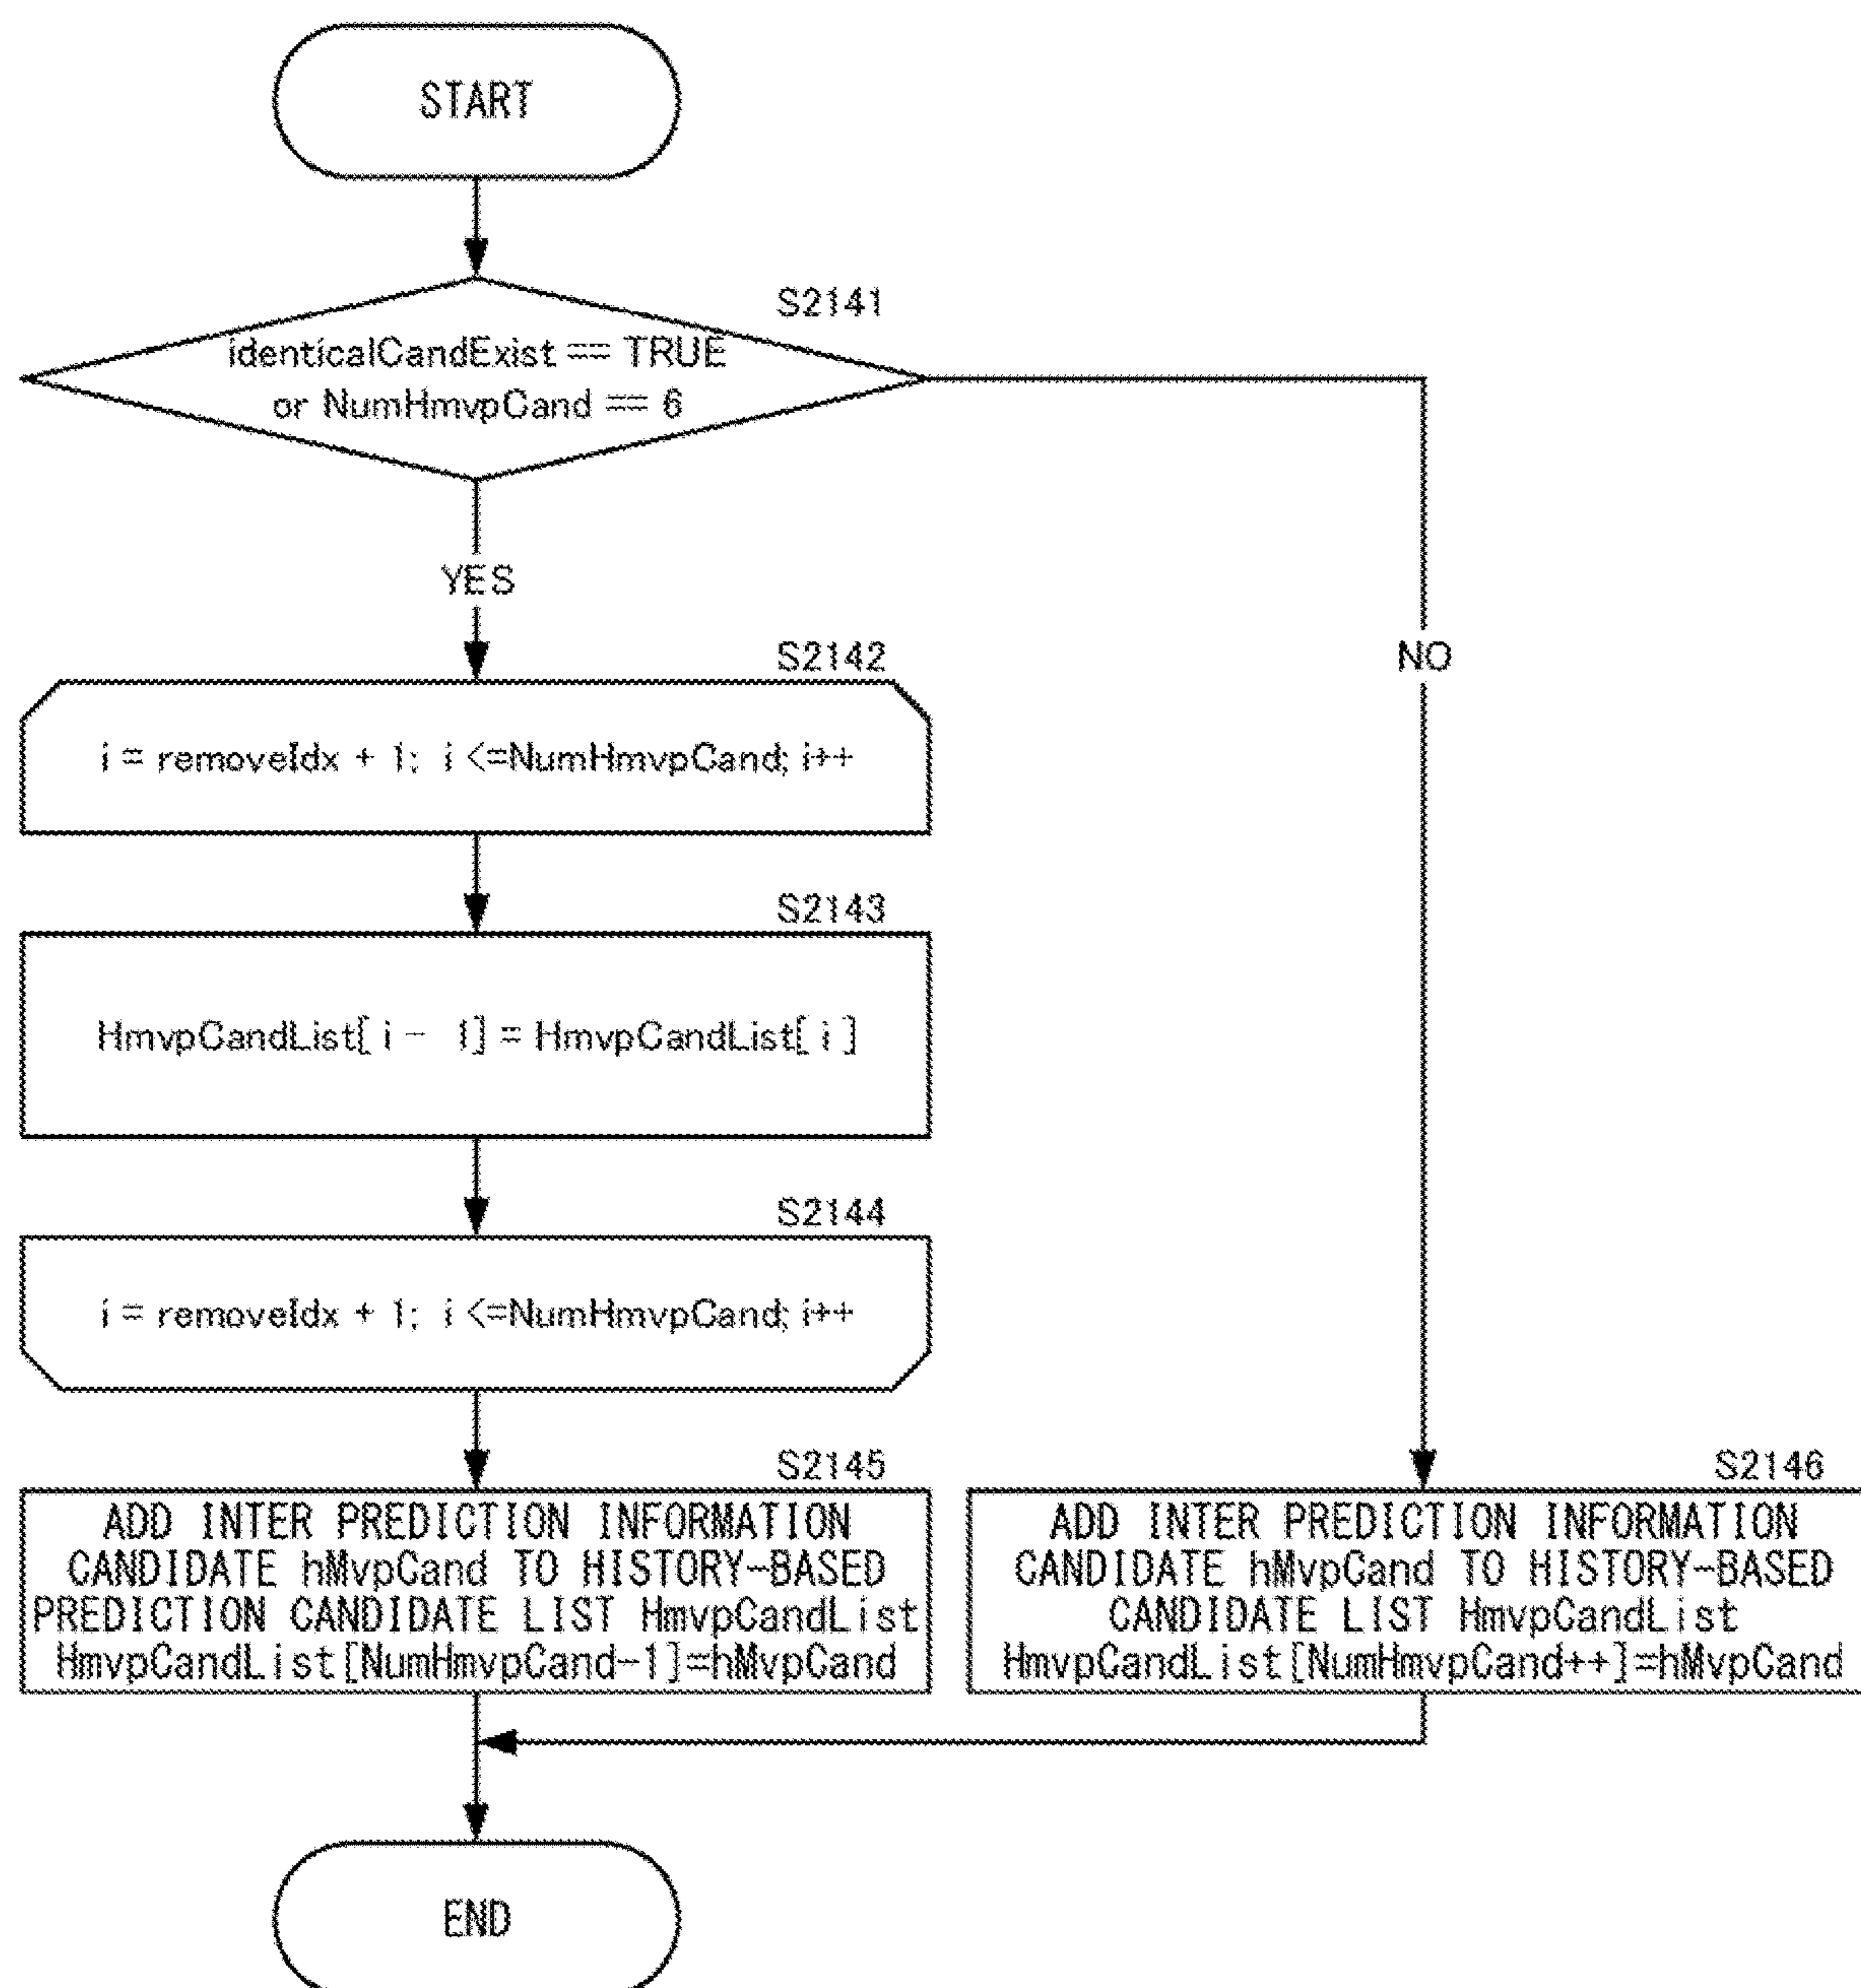 START
S2141
identicalCandExist == TRUE
or NumHmvpCand == 6
YES
NO
S2142
i = removeIdx + 1; i <=NumHmvpCand; i++
S2143
HmvpCandList[ i - 1] = HmvpCandList[ i ]
S2144
i = removeIdx + 1; i <=NumHmvpCand; i++
S2145
ADD INTER PREDICTION INFORMATION
CANDIDATE hMvpCand TO HISTORY-BASED
PREDICTION CANDIDATE LIST HmvpCandList
HmvpCandList[NumHmvpCand-1]=hMvpCand
S2146
ADD INTER PREDICTION INFORMATION
CANDIDATE hMvpCand TO HISTORY-BASED
CANDIDATE LIST HmvpCandList
HmvpCandList[NumHmvpCand++]=hMvpCand
END